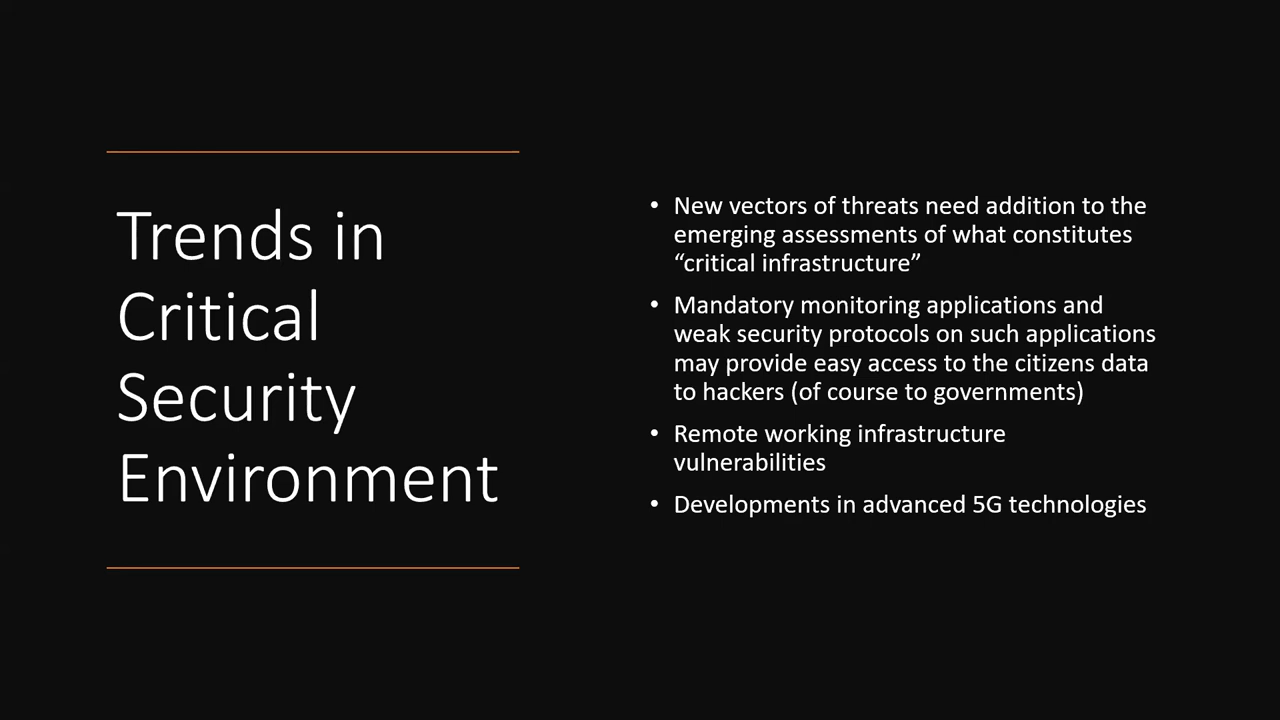 Trends in
Critical
Security
Environment
• New vectors of threats need addition to the
emerging assessments of what constitutes
“critical infrastructure”
• Mandatory monitoring applications and
weak security protocols on such applications
may provide easy access to the citizens data
to hackers (of course to governments)
• Remote working infrastructure
vulnerabilities
• Developments in advanced 5G technologies